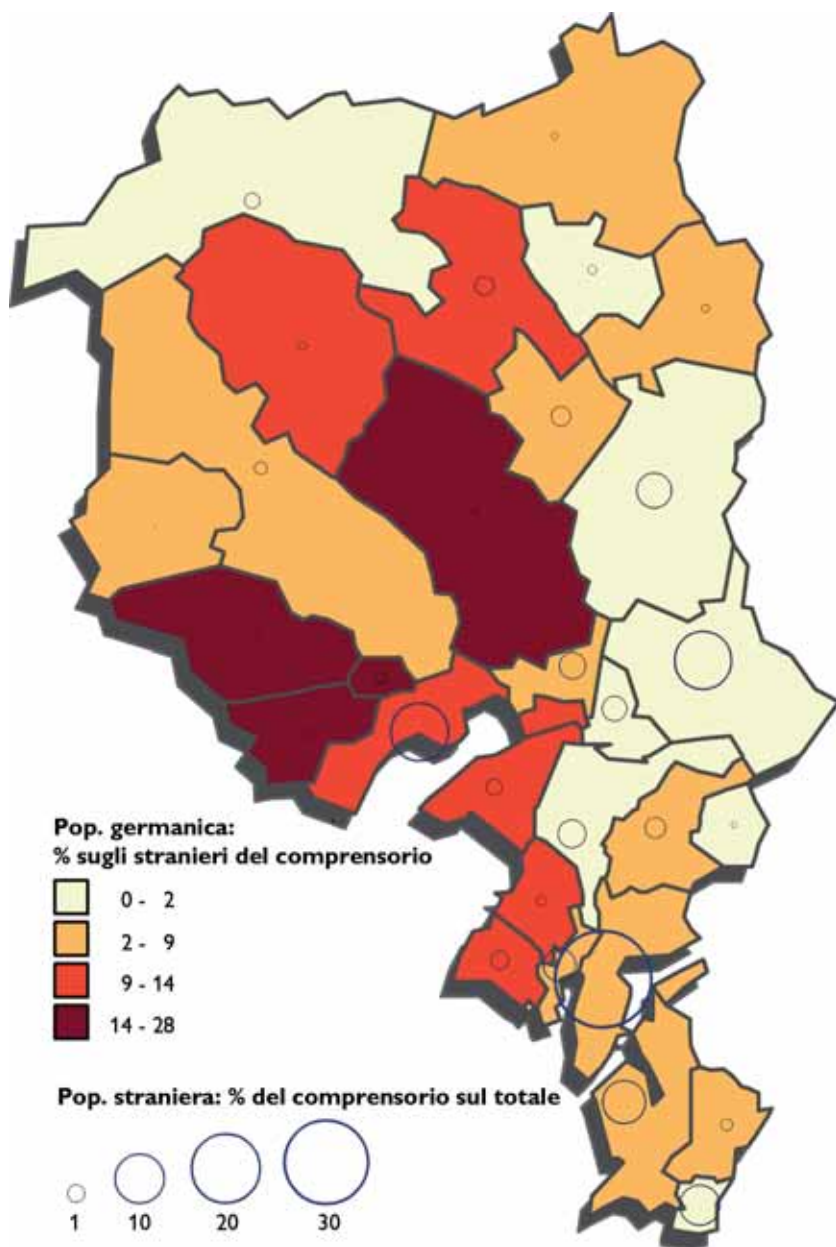 Pop. germanica:
% sugli stranieri del comprensorio
0 - 2
2 - 9
9 - 14
14 - 28
Pop. straniera: % del comprensorio sul totale
1 10 20 30